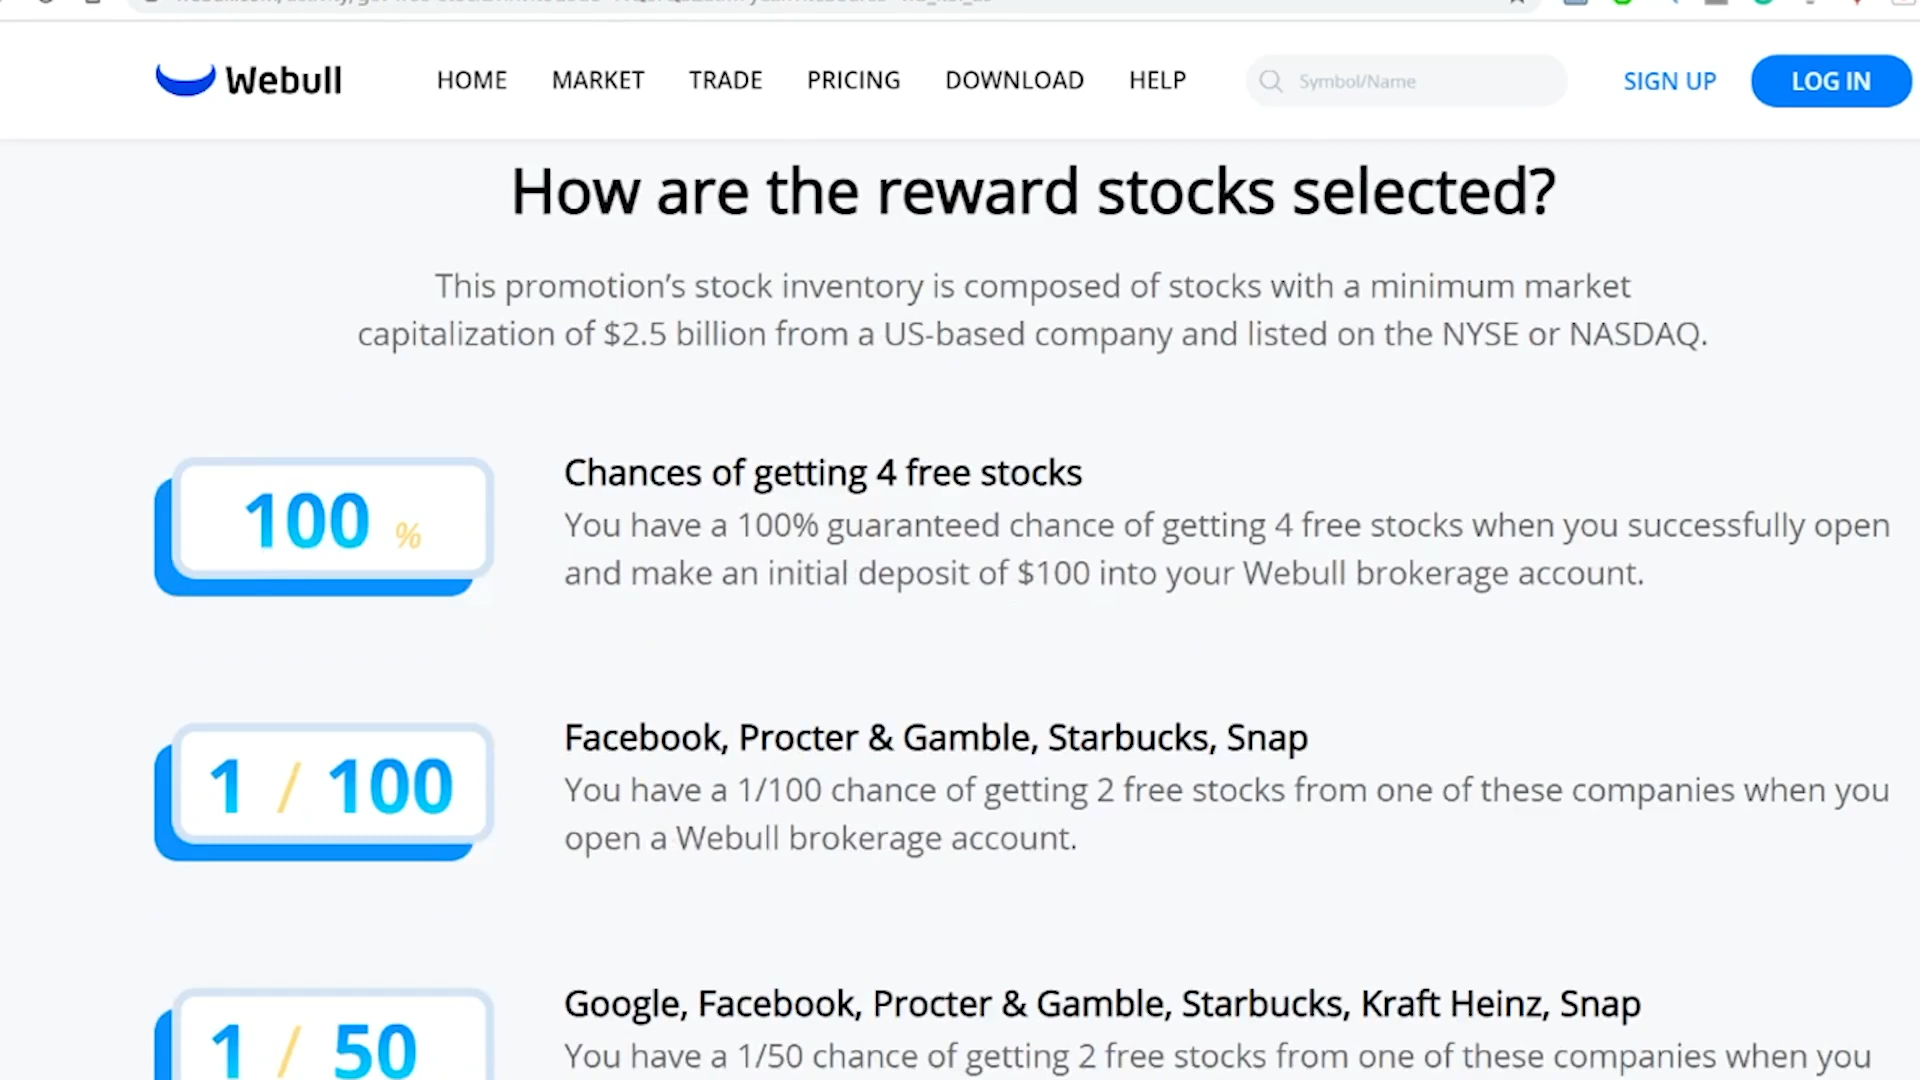 Webull
HOME MARKET TRADE PRICING DOWNLOAD HELP Symbol/Name SIGN UP LOG IN
How are the reward stocks selected?
This promotion’s stock inventory is composed of stocks with a minimum market
capitalization of $2.5 billion from a US-based company and listed on the NYSE or NASDAQ.
100 %
Chances of getting 4 free stocks
You have a 100% guaranteed chance of getting 4 free stocks when you successfully open
and make an initial deposit of $100 into your Webull brokerage account.
1 / 100
Facebook, Procter & Gamble, Starbucks, Snap
You have a 1/100 chance of getting 2 free stocks from one of these companies when you
open a Webull brokerage account.
1 / 50
Google, Facebook, Procter & Gamble, Starbucks, Kraft Heinz, Snap
You have a 1/50 chance of getting 2 free stocks from one of these companies when you